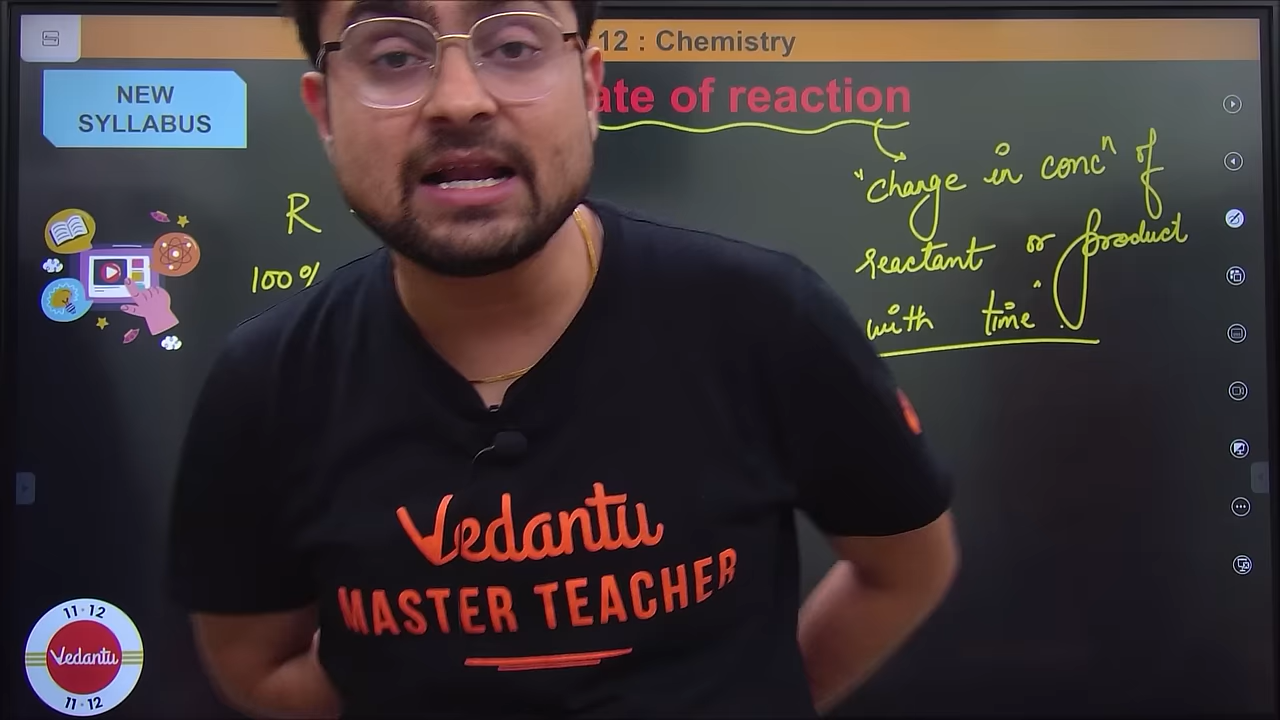 12 : Chemistry
NEW
SYLLABUS
ate of reaction
"change in concⁿ of
reactant or product
with time".
R
100%
Vedantu
MASTER TEACHER
11-12
Vedantu
11-12